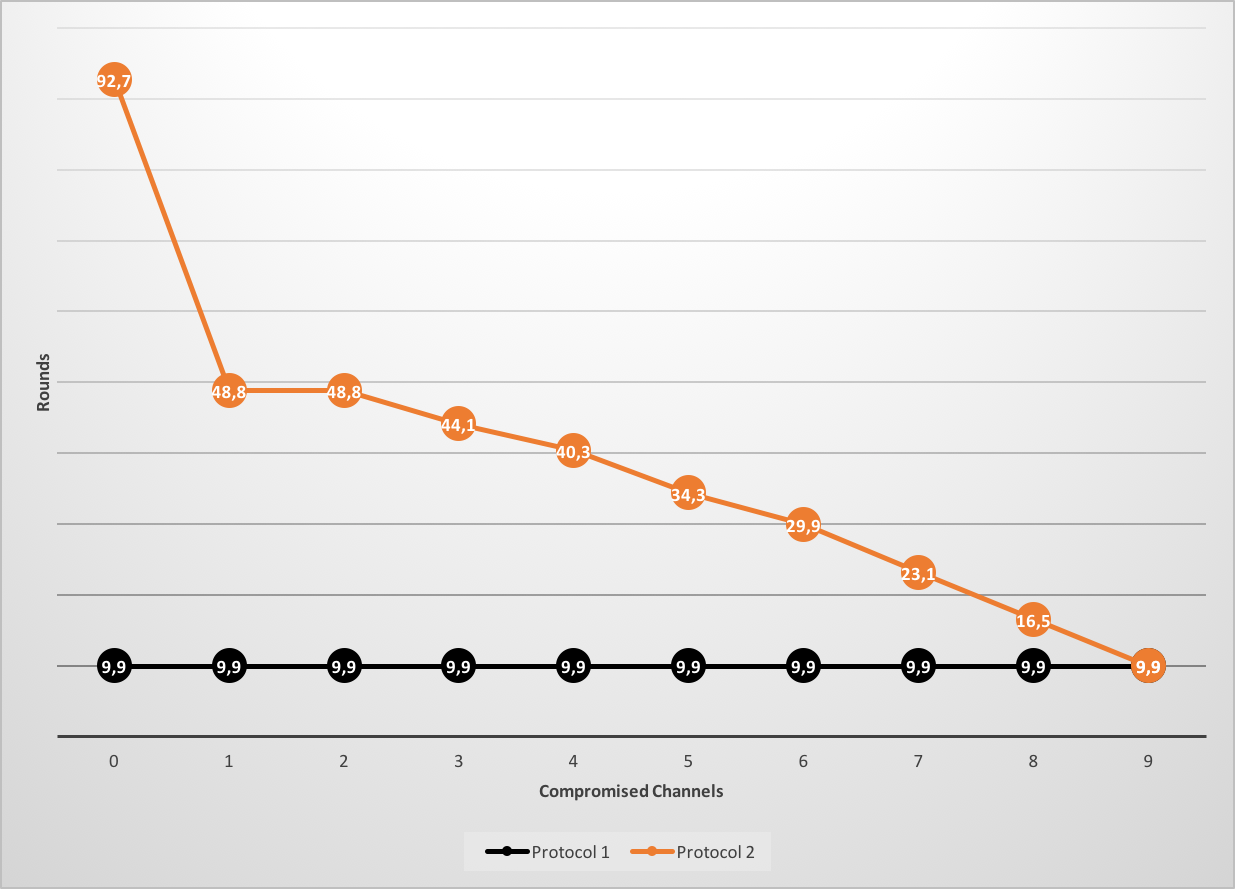 92,7
48,8 48,8
44,1
40,3
34,3
29,9
23,1
16,5
9,9 9,9 9,9 9,9 9,9 9,9 9,9 9,9 9,9 9,9
Rounds
0 1 2 3 4 5 6 7 8 9
Compromised Channels
Protocol 1 Protocol 2